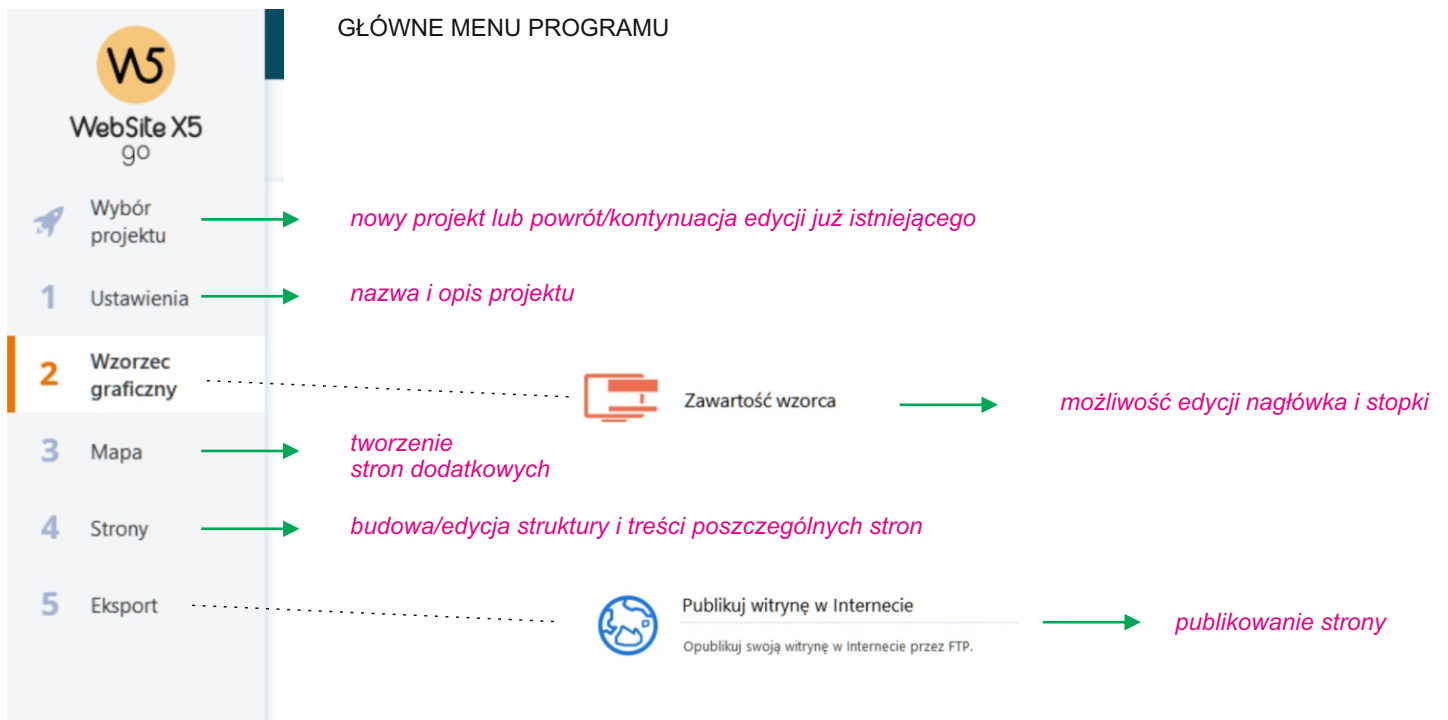 GŁÓWNE MENU PROGRAMU
W5
WebSite X5
go
Wybór
projektu
nowy projekt lub powrót/kontynuacja edycji już istniejącego
1 Ustawienia
nazwa i opis projektu
2 Wzorzec
graficzny
Zawartość wzorca
możliwość edycji nagłówka i stopki
3 Mapa
tworzenie
stron dodatkowych
4 Strony
budowa/edycja struktury i treści poszczególnych stron
5 Eksport
Publikuj witrynę w Internecie
Opublikuj swoją witrynę w Internecie przez FTP.
publikowanie strony